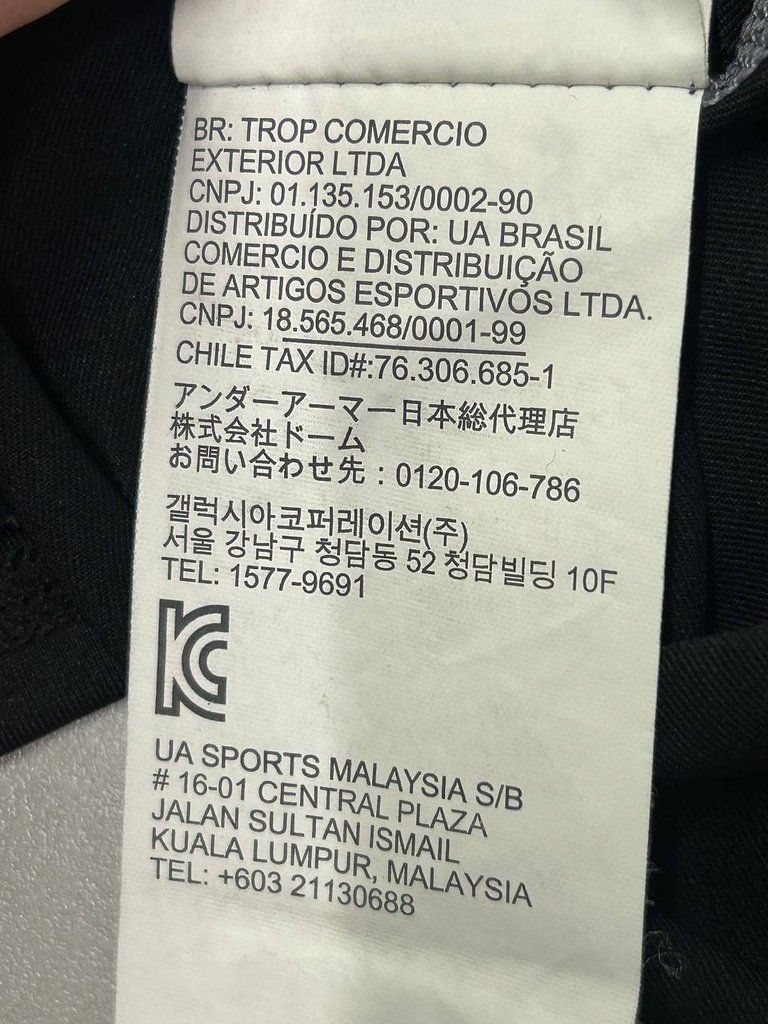 BR: TROP COMERCIO
EXTERIOR LTDA
CNPJ: 01.135.153/0002-90
DISTRIBUÍDO POR: UA BRASIL
COMERCIO E DISTRIBUIÇÃO
DE ARTIGOS ESPORTIVOS LTDA.
CNPJ: 18.565.468/0001-99
CHILE TAX ID#:76.306.685-1
アンダーアーマー日本総代理店
株式会社ドーム
お問い合わせ先：0120-106-786
갤럭시아코퍼레이션(주)
서울 강남구 청담동 52 청담빌딩 10F
TEL: 1577-9691
KC
UA SPORTS MALAYSIA S/B
# 16-01 CENTRAL PLAZA
JALAN SULTAN ISMAIL
KUALA LUMPUR, MALAYSIA
TEL: +603 21130688